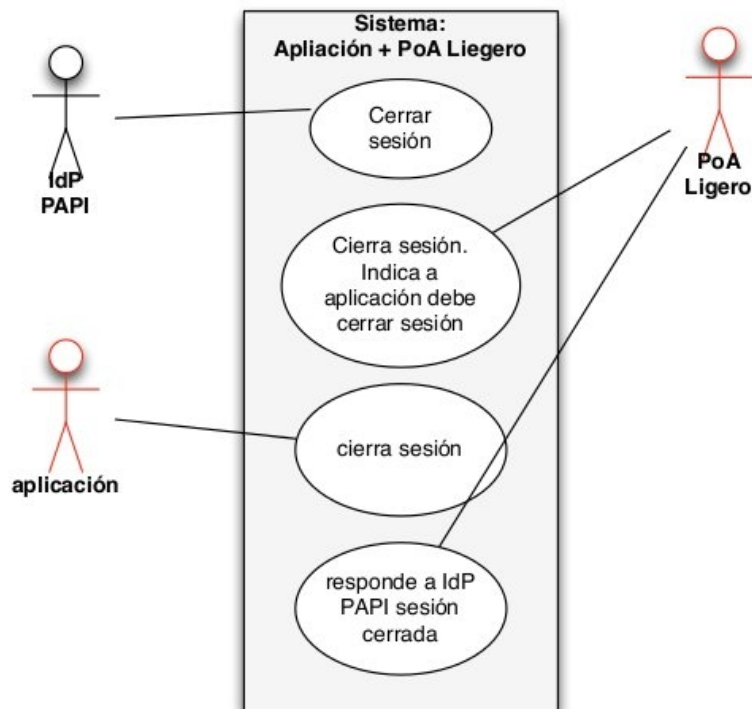 Sistema:
Apliación + PoA Liegero
Cerrar
sesión
IdP
PAPI
PoA
Ligero
Cierra sesión.
Indica a
aplicación debe
cerrar sesión
cierra sesión
aplicación
responde a IdP
PAPI sesión
cerrada